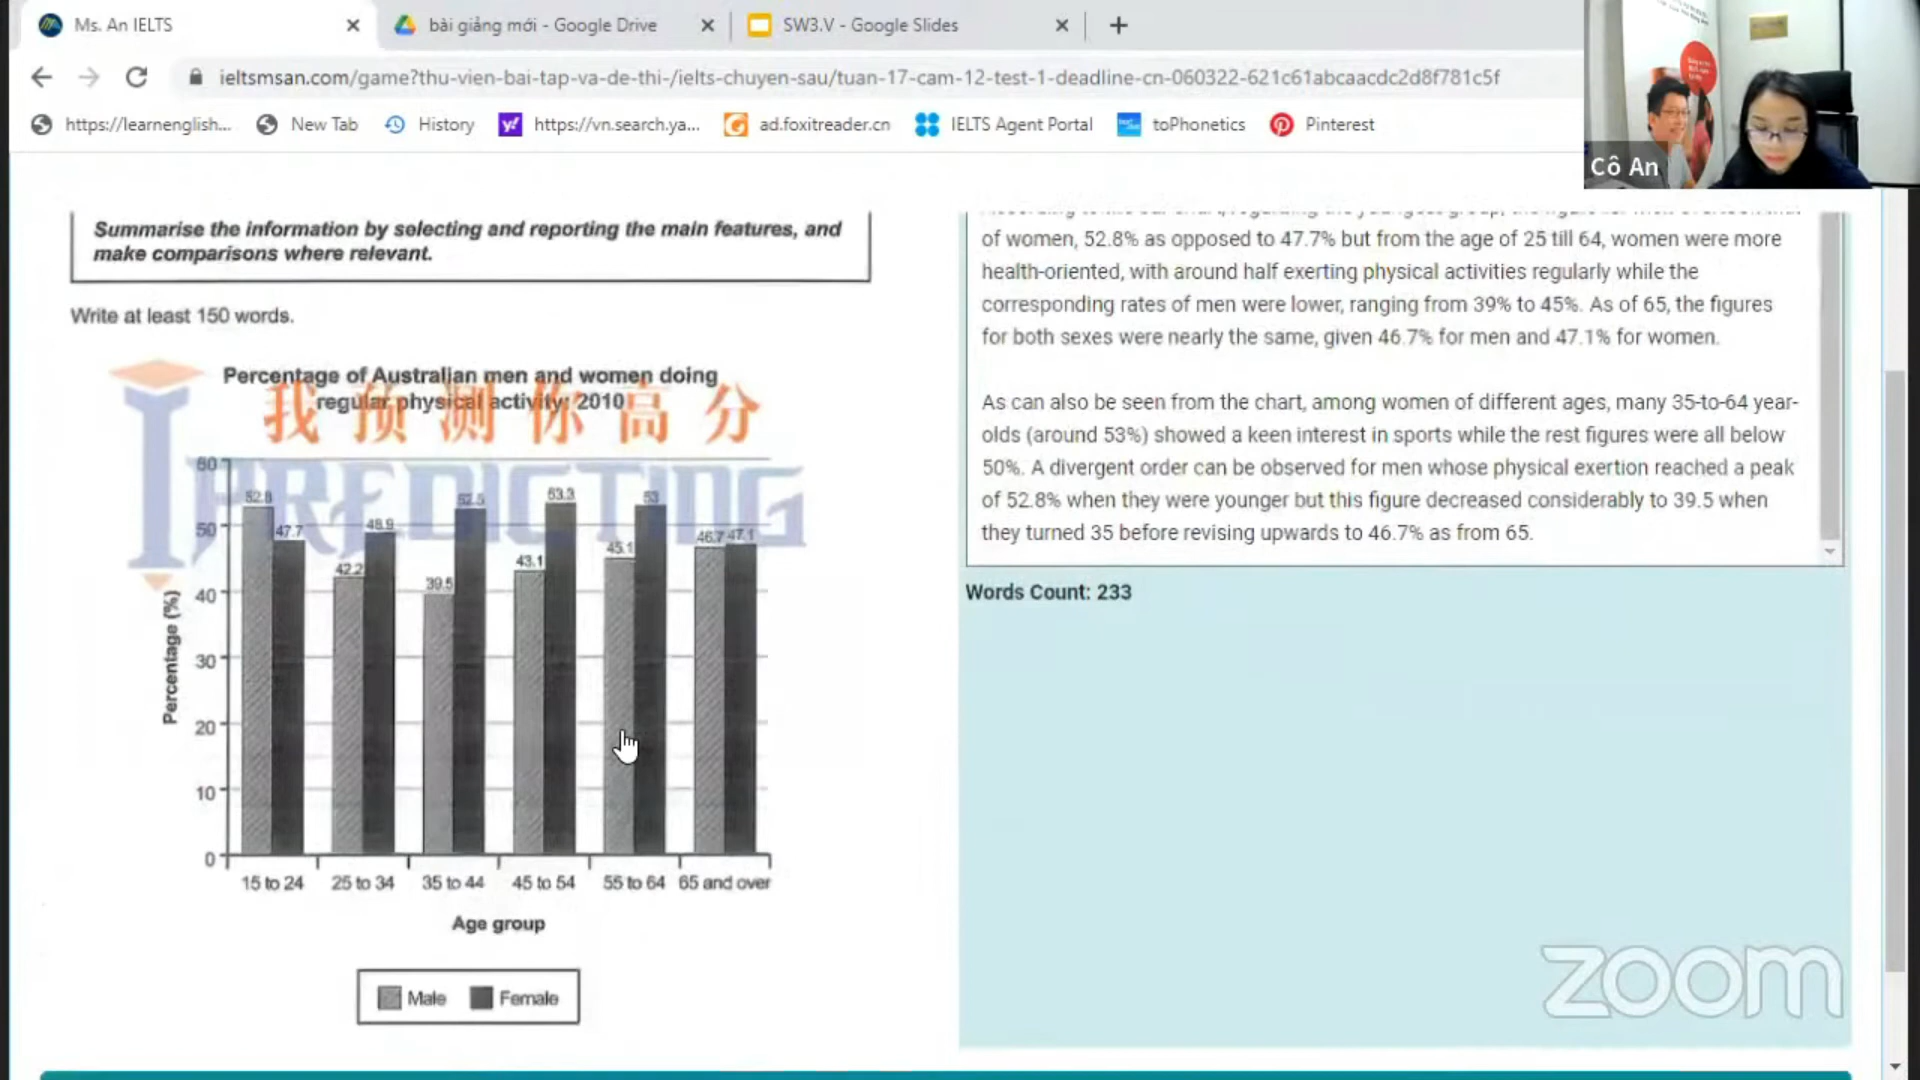 Ms. An IELTS
bài giảng mới - Google Drive
SW3.V - Google Slides
ieltsmsan.com/game?thu-vien-bai-tap-va-de-thi-/ielts-chuyen-sau/tuan-17-cam-12-test-1-deadline-cn-060322-621c61abcaacdc2d8f781c5f
https://learnenglish...
New Tab
History
https://vn.search.ya...
ad.foxitreader.cn
IELTS Agent Portal
toPhonetics
Pinterest
Cô An
Summarise the information by selecting and reporting the main features, and
make comparisons where relevant.
Write at least 150 words.
Percentage of Australian men and women doing
regular physical activity: 2010
我预测你高分
IPREDICTING
Percentage (%)
60
50
40
30
20
10
0
52.8
47.7
42.2
48.9
39.5
52.5
43.1
53.3
45.1
53
46.7
47.1
15 to 24
25 to 34
35 to 44
45 to 54
55 to 64
65 and over
Age group
Male
Female
of women, 52.8% as opposed to 47.7% but from the age of 25 till 64, women were more
health-oriented, with around half exerting physical activities regularly while the
corresponding rates of men were lower, ranging from 39% to 45%. As of 65, the figures
for both sexes were nearly the same, given 46.7% for men and 47.1% for women.
As can also be seen from the chart, among women of different ages, many 35-to-64 year-
olds (around 53%) showed a keen interest in sports while the rest figures were all below
50%. A divergent order can be observed for men whose physical exertion reached a peak
of 52.8% when they were younger but this figure decreased considerably to 39.5 when
they turned 35 before revising upwards to 46.7% as from 65.
Words Count: 233
zoom